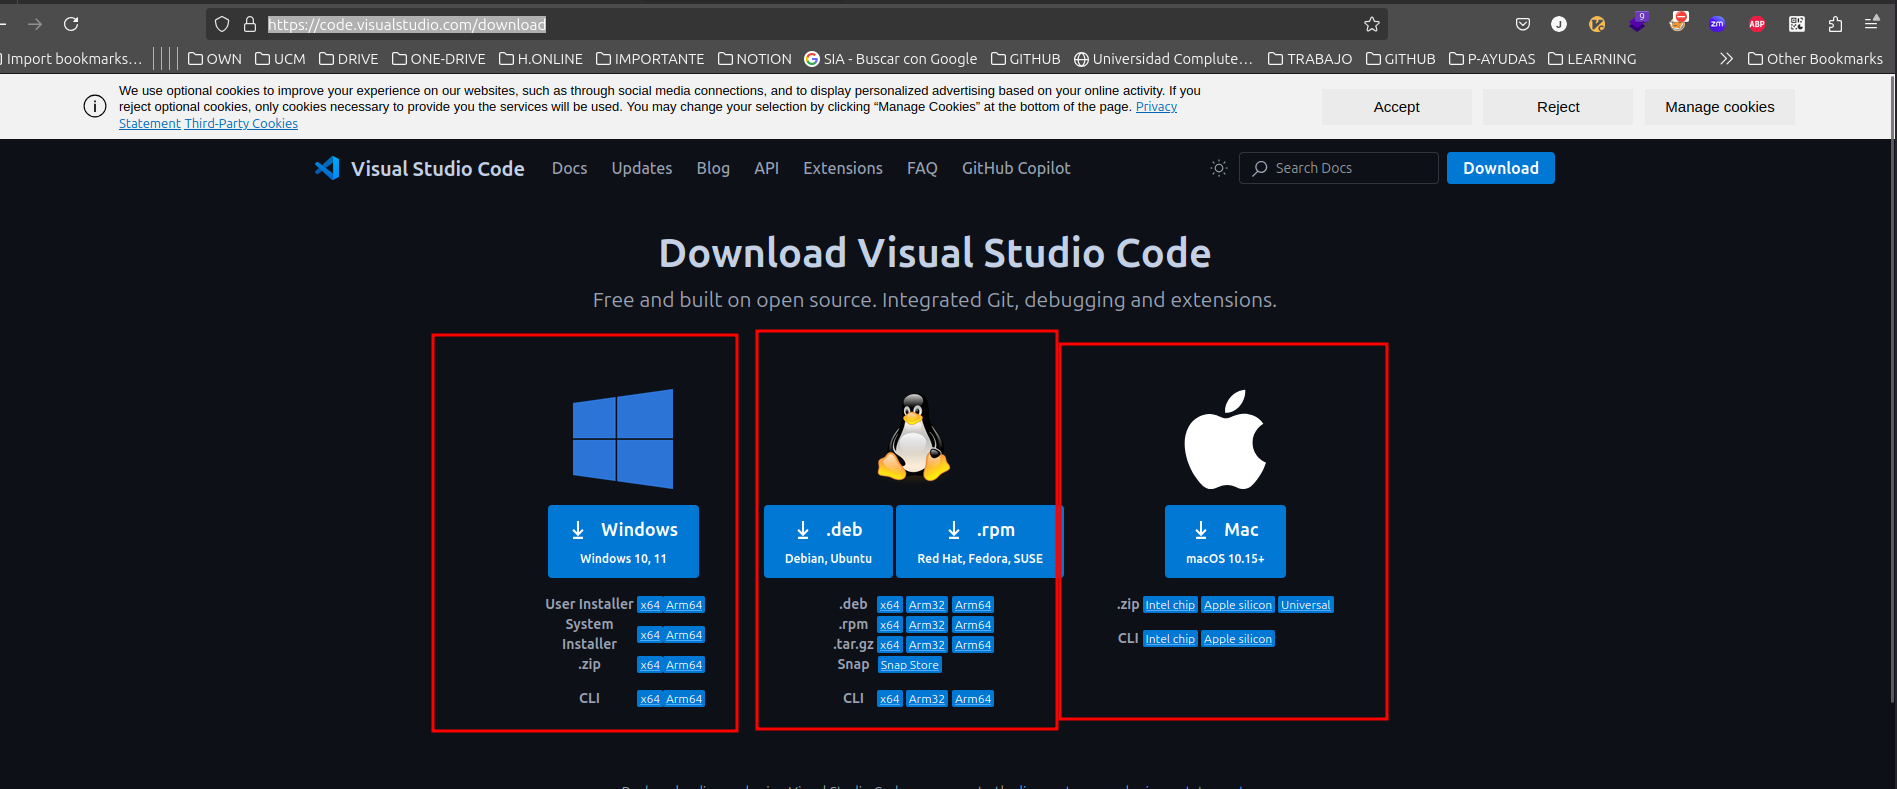 https://code.visualstudio.com/download
J
9
zm
ABP
Import bookmarks...
OWN
UCM
DRIVE
ONE-DRIVE
H.ONLINE
IMPORTANTE
NOTION
SIA - Buscar con Google
GITHUB
Universidad Complute...
TRABAJO
GITHUB
P-AYUDAS
LEARNING
Other Bookmarks
We use optional cookies to improve your experience on our websites, such as through social media connections, and to display personalized advertising based on your online activity. If you
reject optional cookies, only cookies necessary to provide you the services will be used. You may change your selection by clicking “Manage Cookies” at the bottom of the page. Privacy
Statement Third-Party Cookies
Accept
Reject
Manage cookies
Visual Studio Code
Docs
Updates
Blog
API
Extensions
FAQ
GitHub Copilot
Search Docs
Download
Download Visual Studio Code
Free and built on open source. Integrated Git, debugging and extensions.
Windows
Windows 10, 11
User Installer x64 Arm64
System
Installer x64 Arm64
.zip x64 Arm64
CLI x64 Arm64
.deb
Debian, Ubuntu
.rpm
Red Hat, Fedora, SUSE
.deb x64 Arm32 Arm64
.rpm x64 Arm32 Arm64
.tar.gz x64 Arm32 Arm64
Snap Snap Store
CLI x64 Arm32 Arm64
Mac
macOS 10.15+
.zip Intel chip Apple silicon Universal
CLI Intel chip Apple silicon